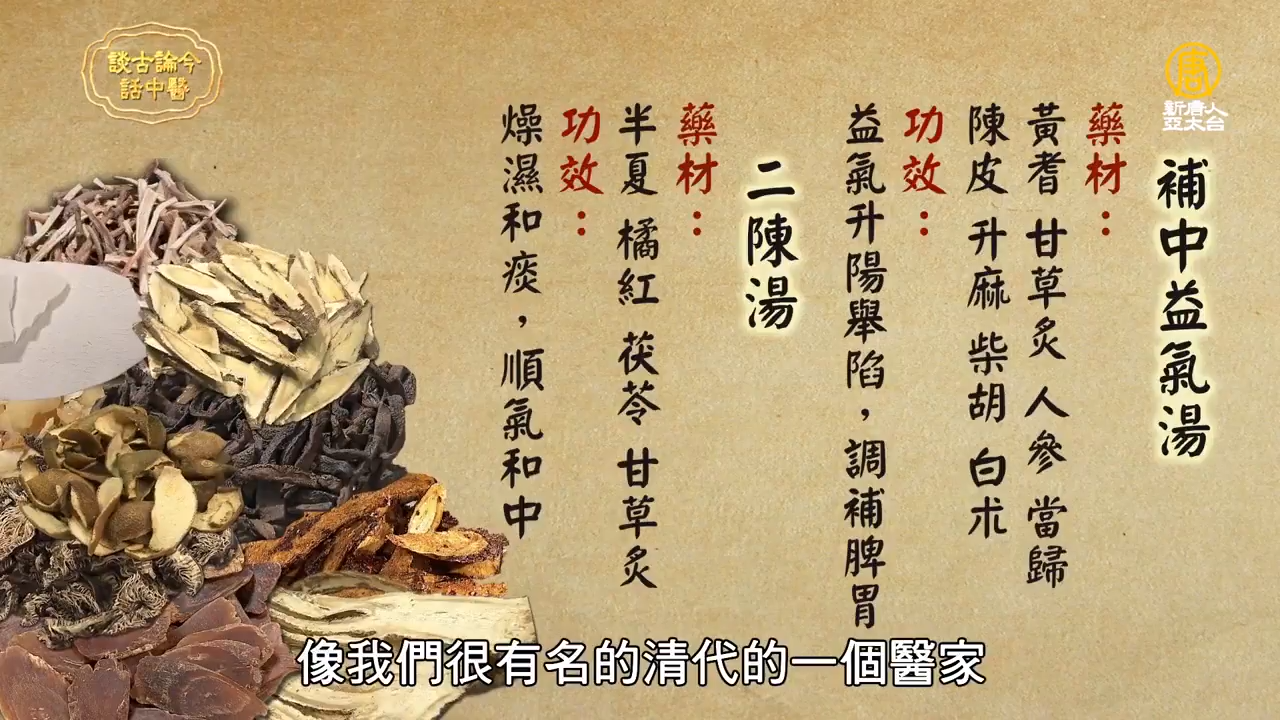 談古論今
話中醫
新唐人
亞太台
補中益氣湯
藥材：
黃耆 甘草炙 人參 當歸
陳皮 升麻 柴胡 白朮
功效：
益氣升陽舉陷，調補脾胃
二陳湯
藥材：
半夏 橘紅 茯苓 甘草炙
功效：
燥濕和痰，順氣和中
像我們很有名的清代的一個醫家